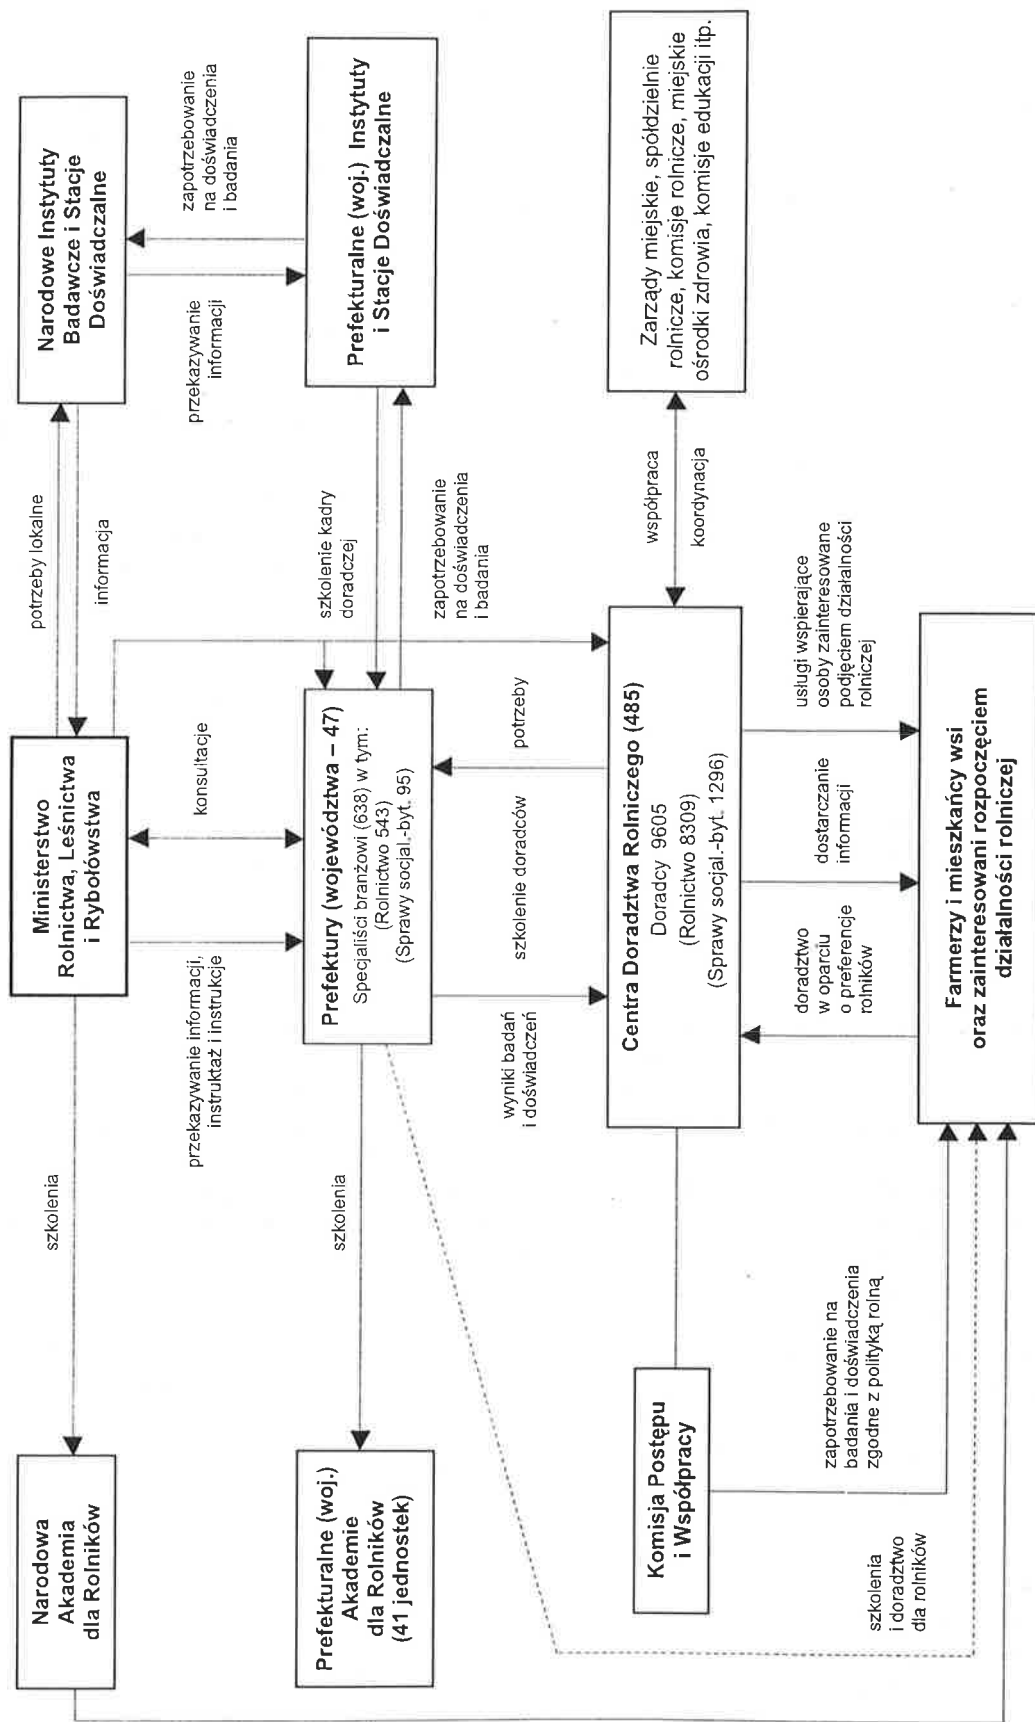 Narodowa
Akademia
dla Rolników
szkolenia
Ministerstwo
Rolnictwa, Leśnictwa
i Rybołówstwa
potrzeby lokalne
informacja
Narodowe Instytuty
Badawcze i Stacje
Doświadczalne
przekazywanie informacji,
instruktaż i instrukcje
konsultacje
szkolenie kadry
doradczej
przekazywanie
informacji
zapotrzebowanie
na doświadczenia
i badania
Prefekturalne (woj.)
Akademie
dla Rolników
(41 jednostek)
szkolenia
Prefektury (województwa – 47)
Specjaliści branżowi (638) w tym:
(Rolnictwo 543)
(Sprawy socjal.-byt. 95)
zapotrzebowanie
na doświadczenia
i badania
Prefekturalne (woj.) Instytuty
i Stacje Doświadczalne
wyniki badań
i doświadczeń
szkolenie doradców
potrzeby
Komisja Postępu
i Współpracy
Centra Doradztwa Rolniczego (485)
Doradcy 9605
(Rolnictwo 8309)
(Sprawy socjal.-byt. 1296)
współpraca
koordynacja
Zarządy miejskie, spółdzielnie
rolnicze, komisje rolnicze, miejskie
ośrodki zdrowia, komisje edukacji itp.
zapotrzebowanie na
badania i doświadczenia
zgodne z polityką rolną
doradztwo
w oparciu
o preferencje
rolników
dostarczanie
informacji
usługi wspierające
osoby zainteresowane
podjęciem działalności
rolniczej
szkolenia
i doradztwo
dla rolników
Farmerzy i mieszkańcy wsi
oraz zainteresowani rozpoczęciem
działalności rolniczej